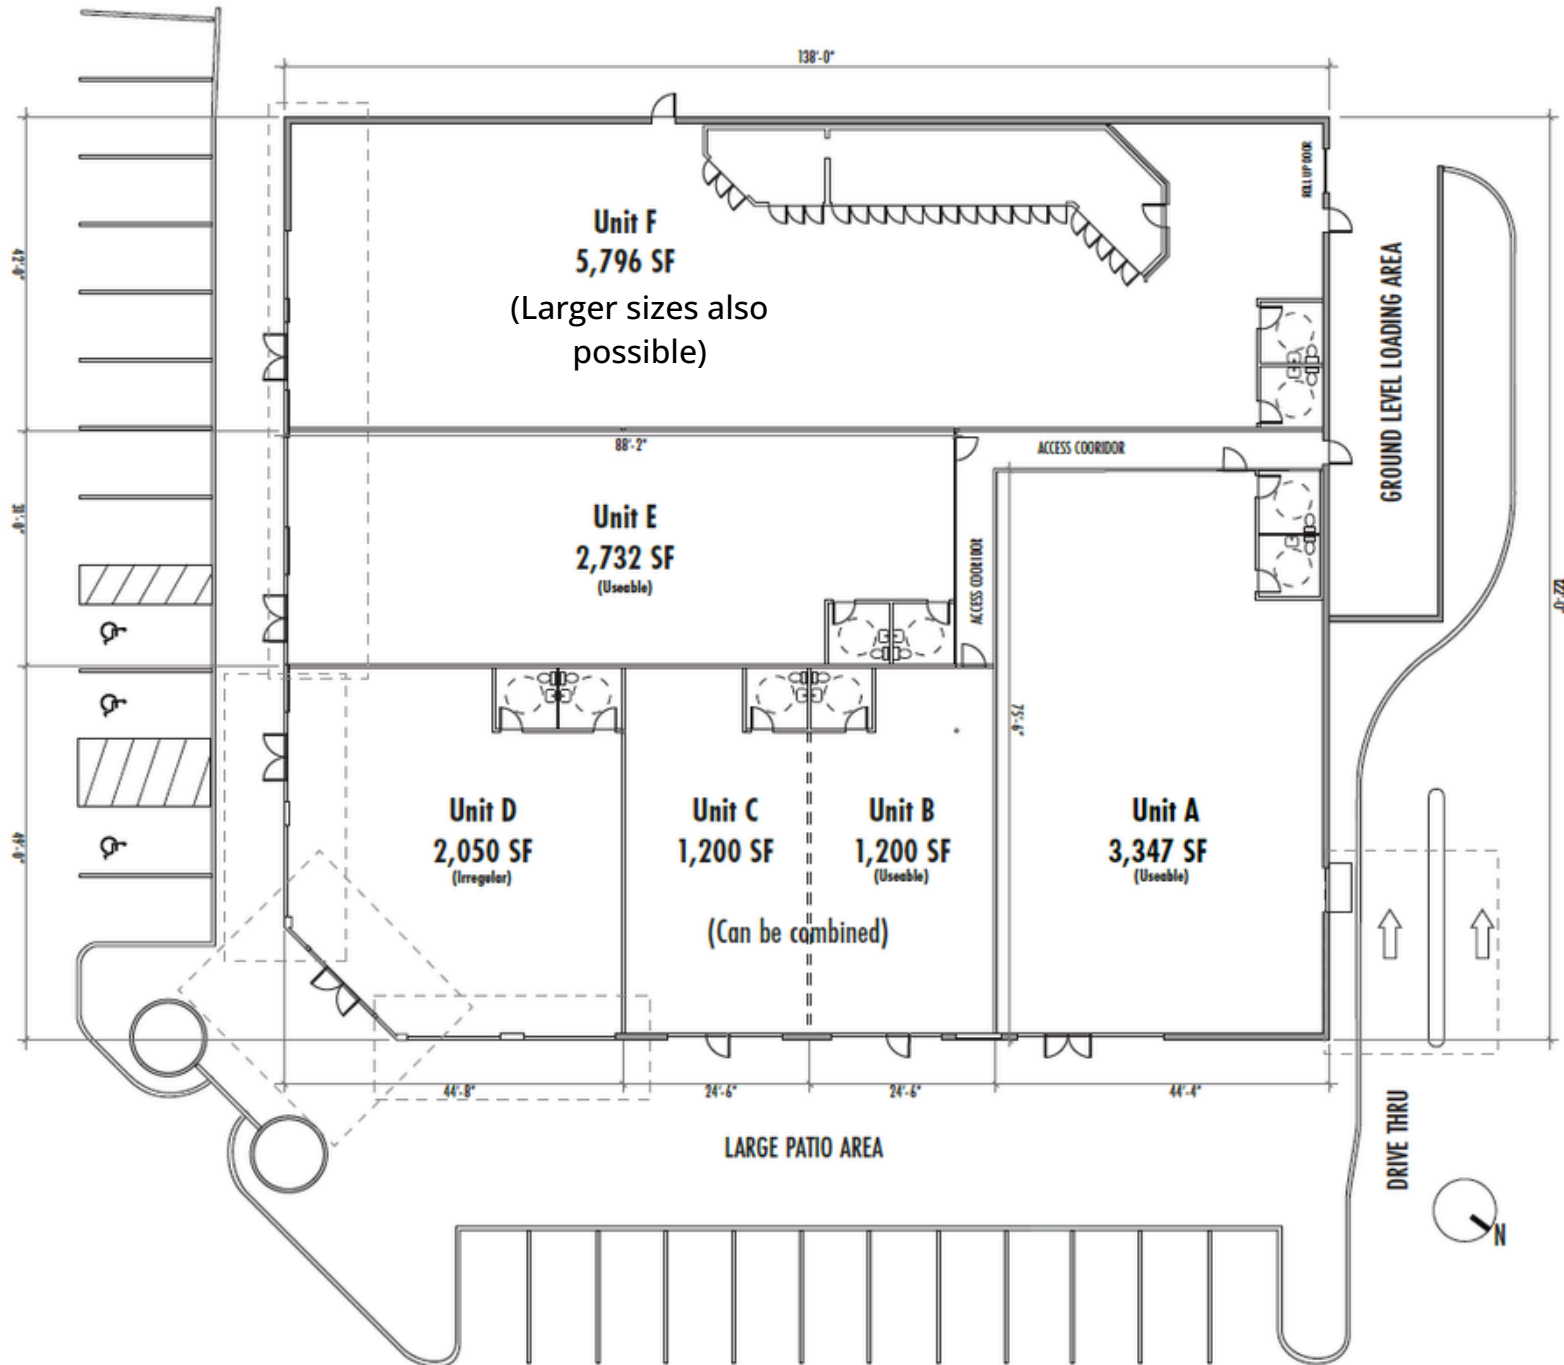 138'-0"
ROLL UP DOOR
Unit F
5,796 SF
(Larger sizes also
possible)
42'-0"
GROUND LEVEL LOADING AREA
88'-2"
ACCESS COORIDOR
Unit E
2,732 SF
(Useable)
31'-0"
ACCESS COORIDOR
122'-0"
75'-6"
Unit D
2,050 SF
(Irregular)
Unit C
1,200 SF
Unit B
1,200 SF
(Useable)
Unit A
3,347 SF
(Useable)
49'-0"
(Can be combined)
44'-8"
24'-6"
24'-6"
44'-4"
LARGE PATIO AREA
DRIVE THRU
N